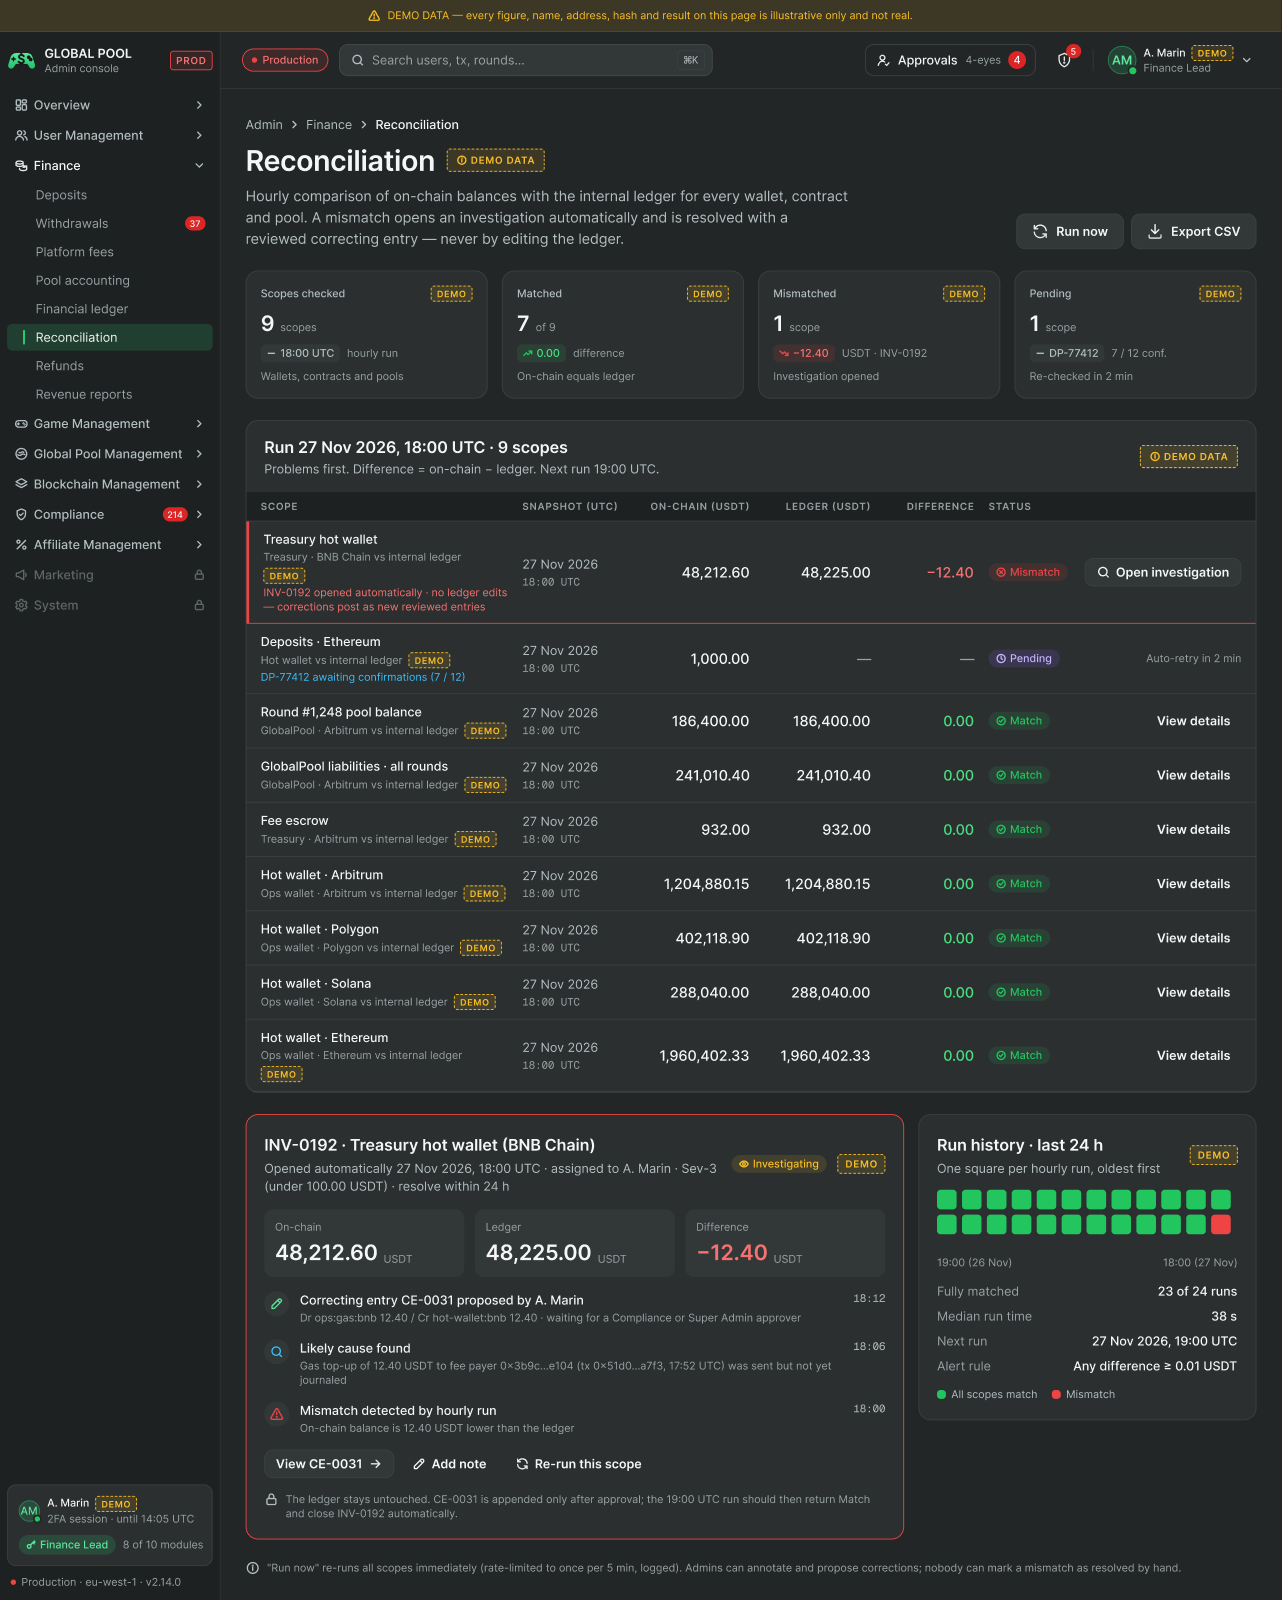 DEMO DATA — every figure, name, address, hash and result on this page is illustrative only and not real.
GLOBAL POOL
Admin console
PROD
Production
Search users, tx, rounds...
⌘K
Approvals 4-eyes 4
5
AM
A. Marin DEMO
Finance Lead
Overview
User Management
Finance
Deposits
Withdrawals 37
Platform fees
Pool accounting
Financial ledger
Reconciliation
Refunds
Revenue reports
Game Management
Global Pool Management
Blockchain Management
Compliance 214
Affiliate Management
Marketing
System
AM
A. Marin DEMO
2FA session · until 14:05 UTC
Finance Lead 8 of 10 modules
Production · eu-west-1 · v2.14.0
Admin > Finance > Reconciliation
Reconciliation DEMO DATA
Hourly comparison of on-chain balances with the internal ledger for every wallet, contract
and pool. A mismatch opens an investigation automatically and is resolved with a
reviewed correcting entry — never by editing the ledger.
Run now
Export CSV
Scopes checked DEMO
9 scopes
– 18:00 UTC hourly run
Wallets, contracts and pools
Matched DEMO
7 of 9
0.00 difference
On-chain equals ledger
Mismatched DEMO
1 scope
−12.40 USDT · INV-0192
Investigation opened
Pending DEMO
1 scope
– DP-77412 7 / 12 conf.
Re-checked in 2 min
Run 27 Nov 2026, 18:00 UTC · 9 scopes
Problems first. Difference = on-chain − ledger. Next run 19:00 UTC.
DEMO DATA
SCOPE SNAPSHOT (UTC) ON-CHAIN (USDT) LEDGER (USDT) DIFFERENCE STATUS
Treasury hot wallet
Treasury · BNB Chain vs internal ledger
DEMO
INV-0192 opened automatically · no ledger edits
— corrections post as new reviewed entries
27 Nov 2026
18:00 UTC
48,212.60 48,225.00 −12.40 Mismatch Open investigation
Deposits · Ethereum
Hot wallet vs internal ledger DEMO
DP-77412 awaiting confirmations (7 / 12)
27 Nov 2026
18:00 UTC
1,000.00 — — Pending Auto-retry in 2 min
Round #1,248 pool balance
GlobalPool · Arbitrum vs internal ledger DEMO
27 Nov 2026
18:00 UTC
186,400.00 186,400.00 0.00 Match View details
GlobalPool liabilities · all rounds
GlobalPool · Arbitrum vs internal ledger DEMO
27 Nov 2026
18:00 UTC
241,010.40 241,010.40 0.00 Match View details
Fee escrow
Treasury · Arbitrum vs internal ledger DEMO
27 Nov 2026
18:00 UTC
932.00 932.00 0.00 Match View details
Hot wallet · Arbitrum
Ops wallet · Arbitrum vs internal ledger DEMO
27 Nov 2026
18:00 UTC
1,204,880.15 1,204,880.15 0.00 Match View details
Hot wallet · Polygon
Ops wallet · Polygon vs internal ledger DEMO
27 Nov 2026
18:00 UTC
402,118.90 402,118.90 0.00 Match View details
Hot wallet · Solana
Ops wallet · Solana vs internal ledger DEMO
27 Nov 2026
18:00 UTC
288,040.00 288,040.00 0.00 Match View details
Hot wallet · Ethereum
Ops wallet · Ethereum vs internal ledger
DEMO
27 Nov 2026
18:00 UTC
1,960,402.33 1,960,402.33 0.00 Match View details
INV-0192 · Treasury hot wallet (BNB Chain)
Opened automatically 27 Nov 2026, 18:00 UTC · assigned to A. Marin · Sev-3
(under 100.00 USDT) · resolve within 24 h
Investigating DEMO
On-chain
48,212.60 USDT
Ledger
48,225.00 USDT
Difference
−12.40 USDT
Correcting entry CE-0031 proposed by A. Marin 18:12
Dr ops:gas:bnb 12.40 / Cr hot-wallet:bnb 12.40 · waiting for a Compliance or Super Admin approver
Likely cause found 18:06
Gas top-up of 12.40 USDT to fee payer 0×3b9c…e104 (tx 0×51d0…a7f3, 17:52 UTC) was sent but not yet
journaled
Mismatch detected by hourly run 18:00
On-chain balance is 12.40 USDT lower than the ledger
View CE-0031 →
Add note
Re-run this scope
The ledger stays untouched. CE-0031 is appended only after approval; the 19:00 UTC run should then return Match
and close INV-0192 automatically.
Run history · last 24 h
One square per hourly run, oldest first
DEMO
19:00 (26 Nov) 18:00 (27 Nov)
Fully matched 23 of 24 runs
Median run time 38 s
Next run 27 Nov 2026, 19:00 UTC
Alert rule Any difference ≥ 0.01 USDT
All scopes match Mismatch
"Run now" re-runs all scopes immediately (rate-limited to once per 5 min, logged). Admins can annotate and propose corrections; nobody can mark a mismatch as resolved by hand.